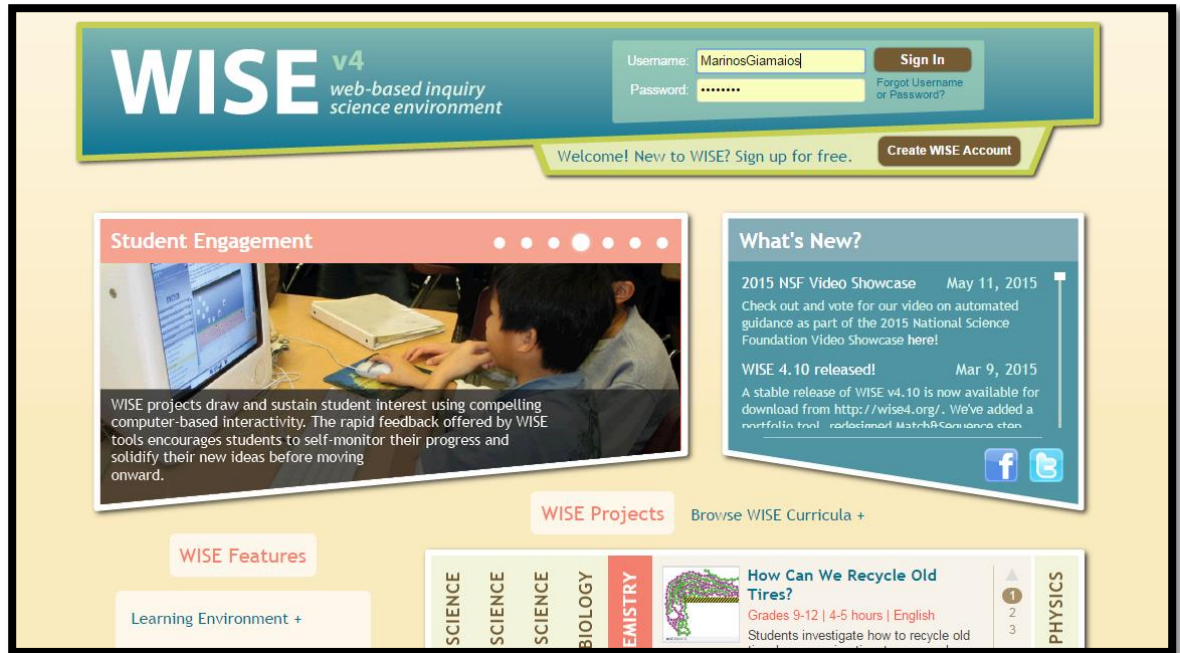 WISE v4
web-based inquiry
science environment
Username: MarinosGiamaios
Password: ••••••••
Sign In
Forgot Username
or Password?
Welcome! New to WISE? Sign up for free.
Create WISE Account
Student Engagement
WISE projects draw and sustain student interest using compelling
computer-based interactivity. The rapid feedback offered by WISE
tools encourages students to self-monitor their progress and
solidify their new ideas before moving
onward.
What's New?
2015 NSF Video Showcase May 11, 2015
Check out and vote for our video on automated
guidance as part of the 2015 National Science
Foundation Video Showcase here!
WISE 4.10 released! Mar 9, 2015
A stable release of WISE v4.10 is now available for
download from http://wise4.org/. We've added a
portfolio tool, redesigned Match&Sequence step
WISE Projects
Browse WISE Curricula +
WISE Features
Learning Environment +
SCIENCE
SCIENCE
SCIENCE
BIOLOGY
EMISTRY
How Can We Recycle Old
Tires?
Grades 9-12 | 4-5 hours | English
Students investigate how to recycle old
1
2
3
PHYSICS